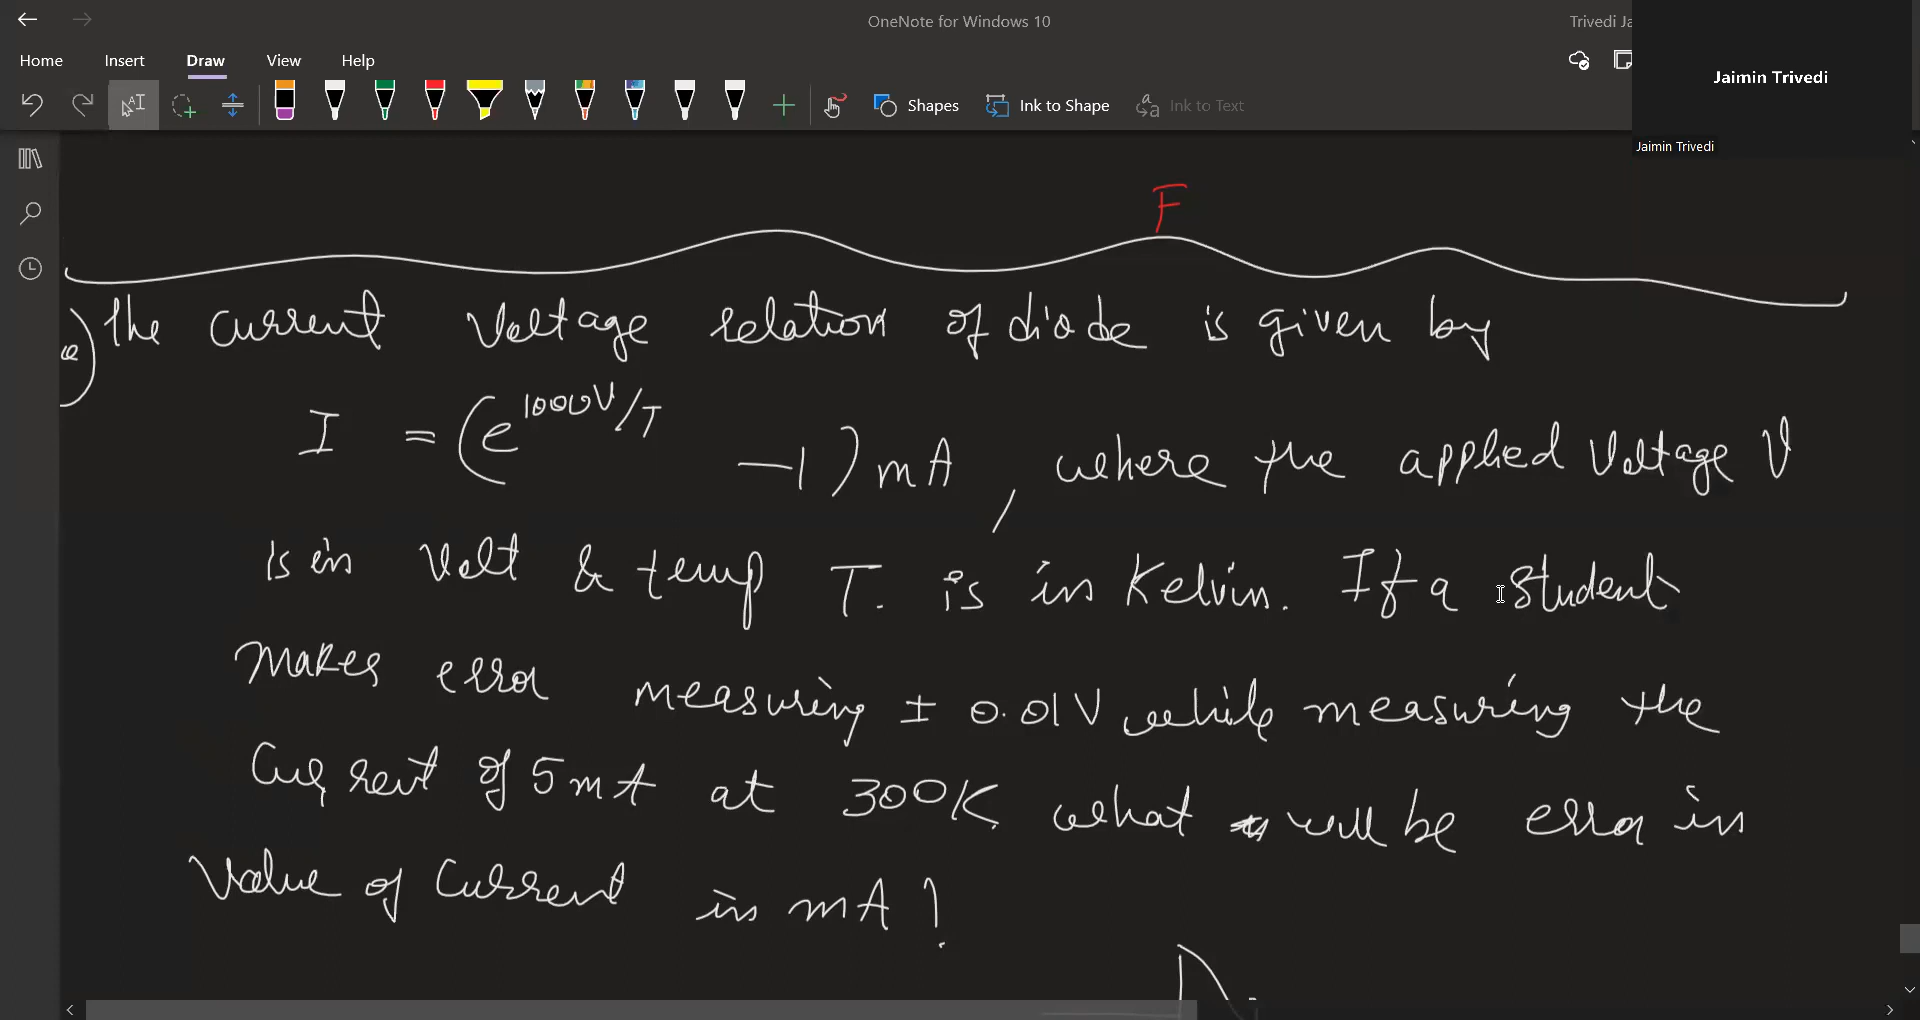 OneNote for Windows 10
Trivedi Ja
Home Insert Draw View Help
Jaimin Trivedi
Shapes Ink to Shape Ink to Text
Jaimin Trivedi
F
Q) The current Voltage relation of diode is given by
I = (e^1000V/T -1) mA, where the applied Voltage V
is in Volt & temp T. is in Kelvin. If a student
makes error measuring ± 0.01V while measuring the
Current of 5mA at 300K what will be error in
Value of Current in mA?